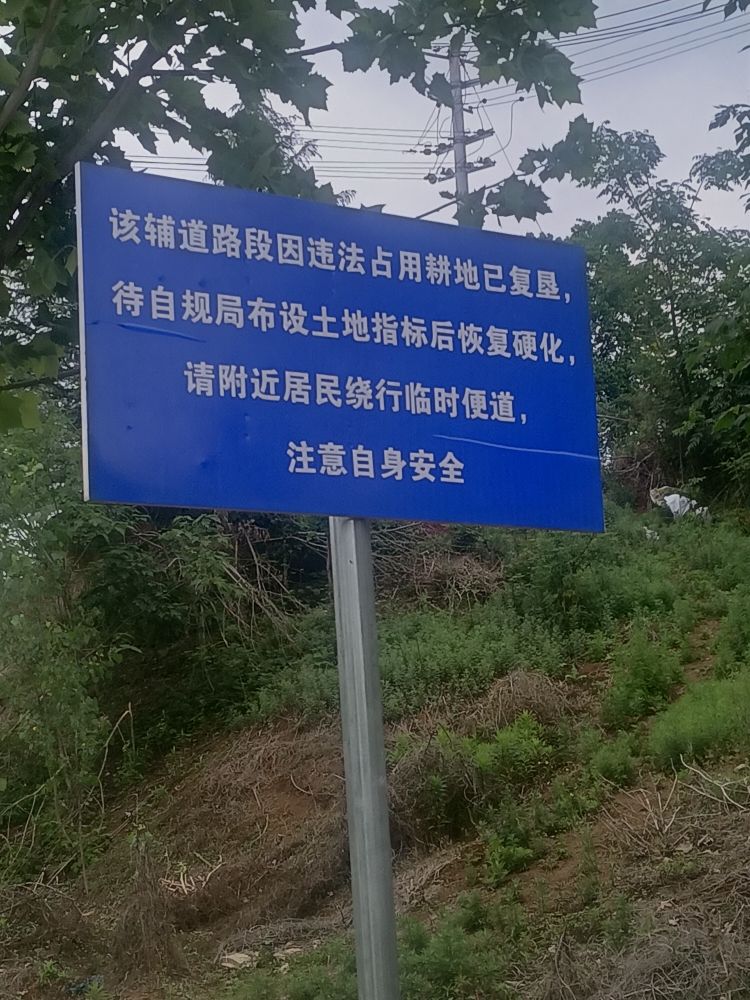 该辅道路段因违法占用耕地已复垦，
待自规局布设土地指标后恢复硬化，
请附近居民绕行临时便道，
注意自身安全